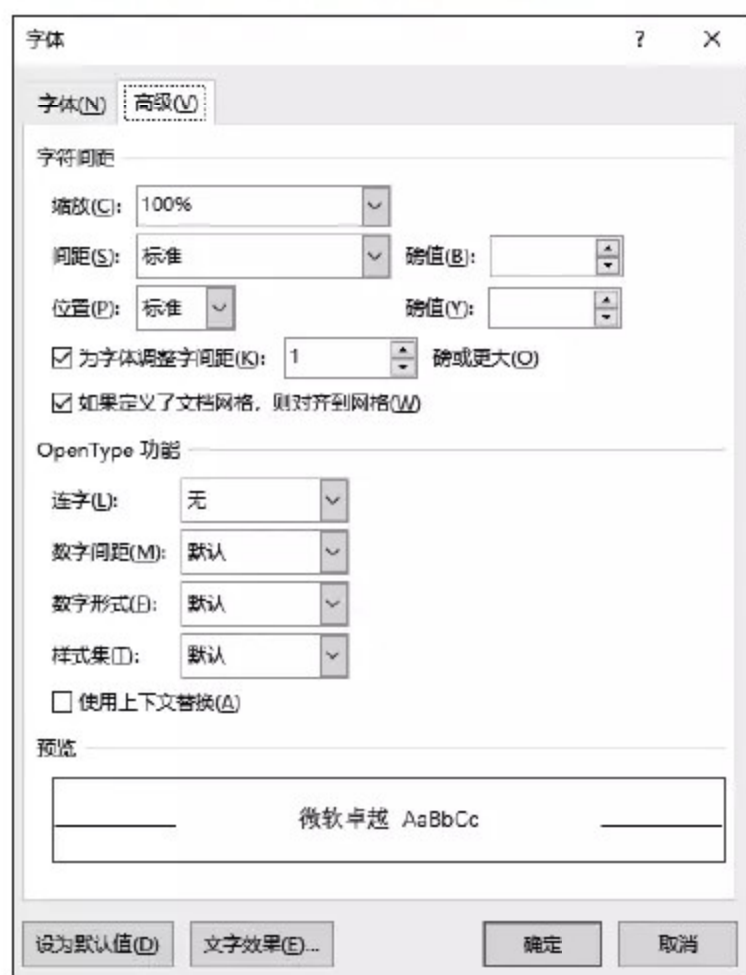 字体 ? ×
字体(N) 高级(V)
字符间距
缩放(C): 100%
间距(S): 标准 磅值(B):
位置(P): 标准 磅值(Y):
为字体调整字间距(K): 1 磅或更大(O)
如果定义了文档网格，则对齐到网格(W)
OpenType 功能
连字(L): 无
数字间距(M): 默认
数字形式(F): 默认
样式集(T): 默认
使用上下文替换(A)
预览
微软卓越 AaBbCc
设为默认值(D) 文字效果(E)... 确定 取消